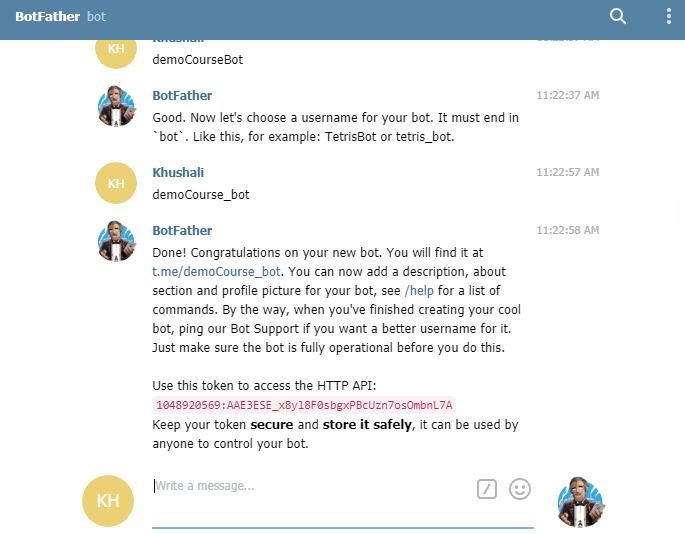 BotFather bot
KH
Khushali
demoCourseBot
BotFather 11:22:37 AM
Good. Now let's choose a username for your bot. It must end in
`bot`. Like this, for example: TetrisBot or tetris_bot.
KH
Khushali 11:22:57 AM
demoCourse_bot
BotFather 11:22:58 AM
Done! Congratulations on your new bot. You will find it at
t.me/demoCourse_bot. You can now add a description, about
section and profile picture for your bot, see /help for a list of
commands. By the way, when you've finished creating your cool
bot, ping our Bot Support if you want a better username for it.
Just make sure the bot is fully operational before you do this.
Use this token to access the HTTP API:
1048920569:AAE3ESE_x8yl8F0sbgxPBcUzn7osOmbnL7A
Keep your token secure and store it safely, it can be used by
anyone to control your bot.
KH
Write a message...